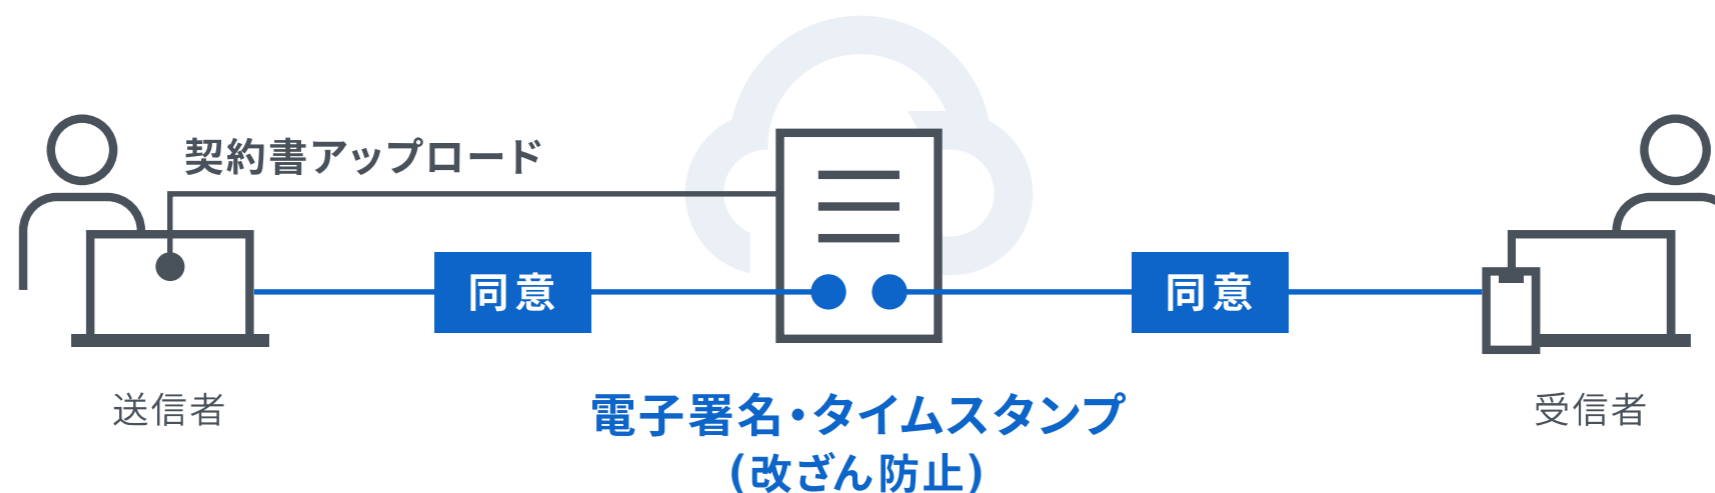 契約書アップロード
同意
同意
送信者
電子署名・タイムスタンプ
(改ざん防止)
受信者